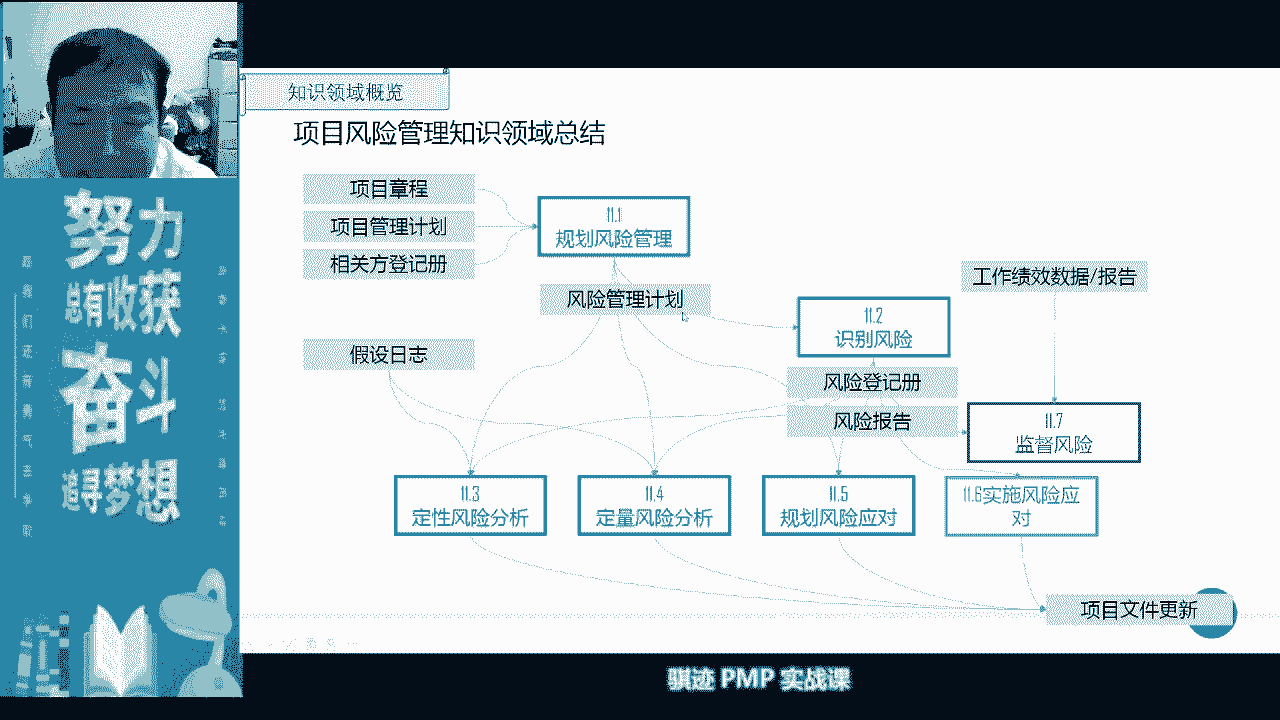 知识领域概览
项目风险管理知识领域总结
项目章程
项目管理计划
相关方登记册
11.1
规划风险管理
风险管理计划
工作绩效数据/报告
11.2
识别风险
假设日志
风险登记册
风险报告
11.7
监督风险
11.3
定性风险分析
11.4
定量风险分析
11.5
规划风险应对
11.6实施风险应
对
项目文件更新
努力
总有收获
奋斗
追寻梦想
骐迹 PMP 实战课